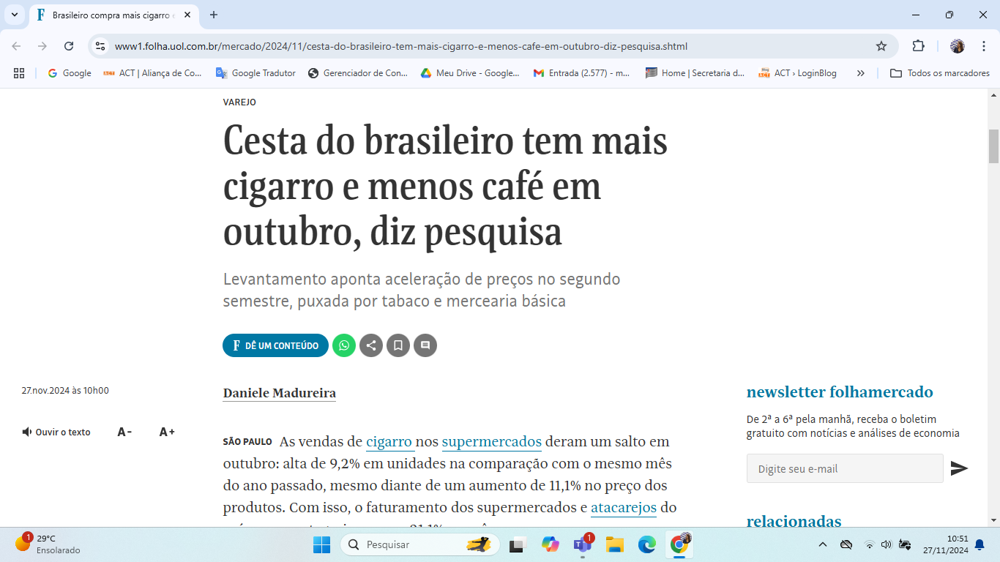 Brasileiro compra mais cigarro e
www1.folha.uol.com.br/mercado/2024/11/cesta-do-brasileiro-tem-mais-cigarro-e-menos-cafe-em-outubro-diz-pesquisa.shtml
Google
ACT | Aliança de Co...
Google Tradutor
Gerenciador de Con...
Meu Drive - Google...
Entrada (2.577) - m...
Home | Secretaria d...
ACT › LoginBlog
Todos os marcadores
VAREJO
Cesta do brasileiro tem mais
cigarro e menos café em
outubro, diz pesquisa
Levantamento aponta aceleração de preços no segundo
semestre, puxada por tabaco e mercearia básica
F DÊ UM CONTEÚDO
27.nov.2024 às 10h00
Ouvir o texto A- A+
Daniele Madureira
SÃO PAULO As vendas de cigarro nos supermercados deram um salto em
outubro: alta de 9,2% em unidades na comparação com o mesmo mês
do ano passado, mesmo diante de um aumento de 11,1% no preço dos
produtos. Com isso, o faturamento dos supermercados e atacarejos do
newsletter folhamercado
De 2ª a 6ª pela manhã, receba o boletim
gratuito com notícias e análises de economia
Digite seu e-mail
relacionadas
1
29°C
Ensolarado
Pesquisar
1
10:51
27/11/2024